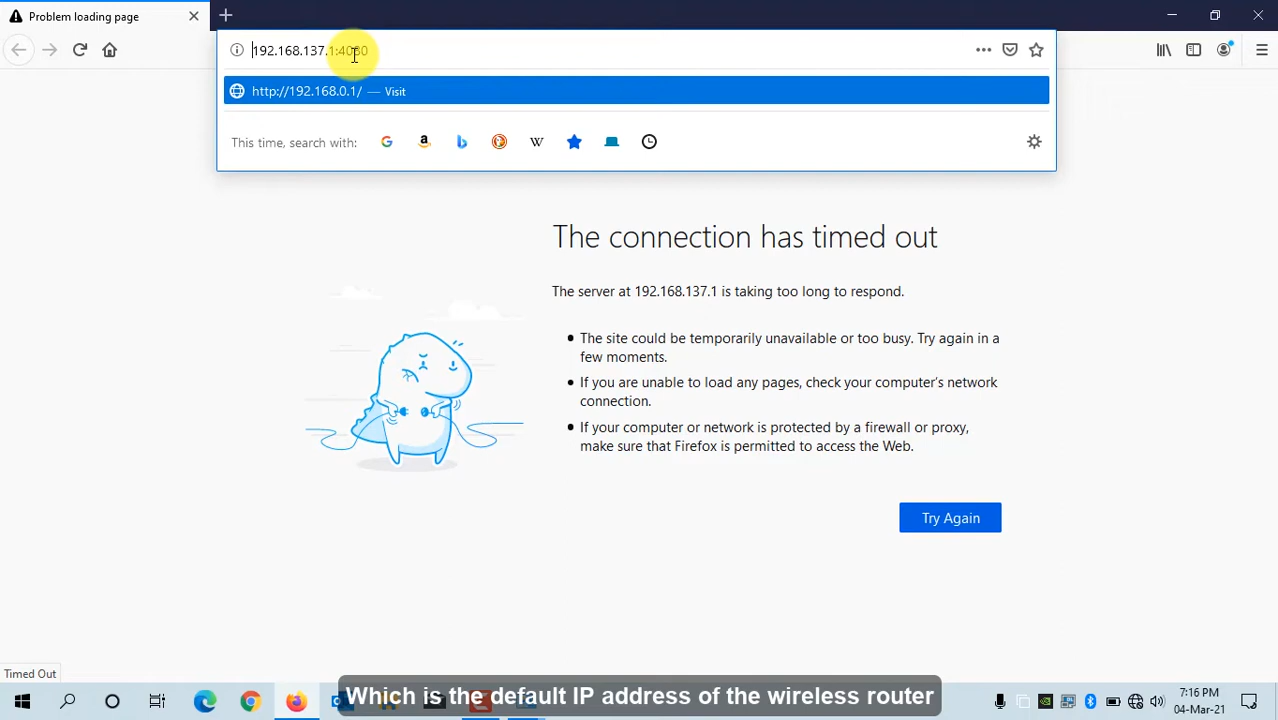 Problem loading page
192.168.137.1:4080
http://192.168.0.1/ — Visit
This time, search with:
The connection has timed out
The server at 192.168.137.1 is taking too long to respond.
The site could be temporarily unavailable or too busy. Try again in a
few moments.
If you are unable to load any pages, check your computer's network
connection.
If your computer or network is protected by a firewall or proxy,
make sure that Firefox is permitted to access the Web.
Try Again
Timed Out
Which is the default IP address of the wireless router
7:16 PM
04-Mar-21